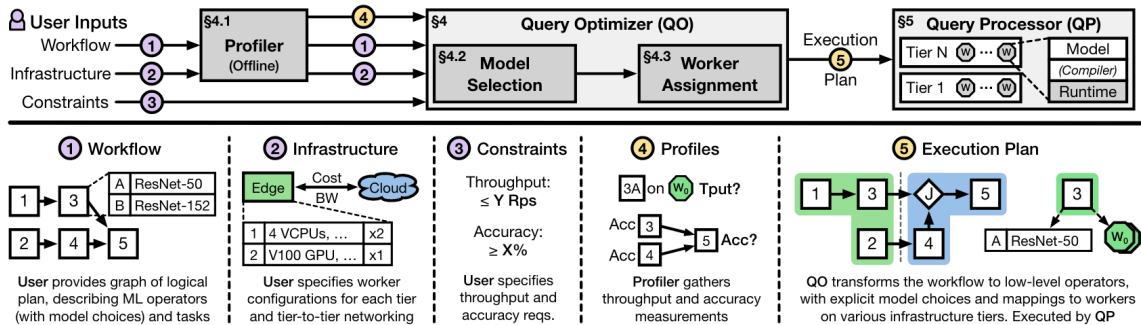 User Inputs
Workflow
Infrastructure
Constraints
1
2
3
§4.1
Profiler
(Offline)
4
1
2
§4
Query Optimizer (QO)
§4.2
Model
Selection
§4.3
Worker
Assignment
Execution
5
Plan
§5
Query Processor (QP)
Tier N
W ... W
Tier 1
W ... W
Model
(Compiler)
Runtime
1 Workflow
1
3
2
4
5
A ResNet-50
B ResNet-152
User provides graph of logical
plan, describing ML operators
(with model choices) and tasks
2 Infrastructure
Edge
Cost
BW
Cloud
1 4 VCPUs, ... x2
2 V100 GPU, ... x1
User specifies worker
configurations for each tier
and tier-to-tier networking
3 Constraints
Throughput:
≤ Y Rps
Accuracy:
≥ X%
User specifies
throughput and
accuracy reqs.
4 Profiles
3A on W0 Tput?
Acc 3
Acc 4
5 Acc?
Profiler gathers
throughput and accuracy
measurements
5 Execution Plan
1
3
J
5
2
4
3
A ResNet-50
W0
QO transforms the workflow to low-level operators,
with explicit model choices and mappings to workers
on various infrastructure tiers. Executed by QP